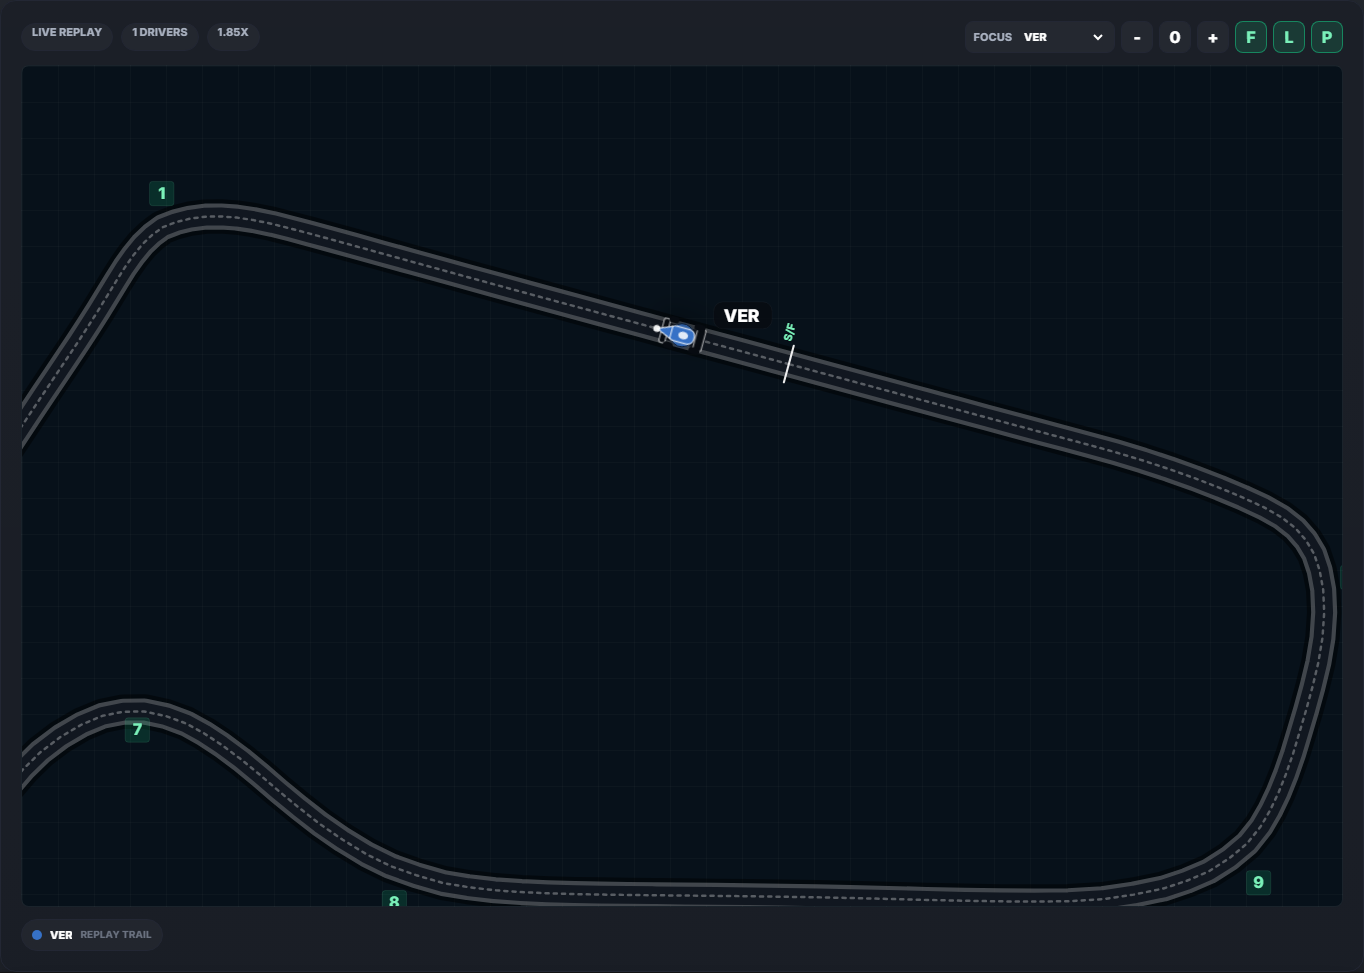 LIVE REPLAY
1 DRIVERS
1.85X
FOCUS VER
- 0 + F L P
1
VER
S/F
7
8
9
VER REPLAY TRAIL